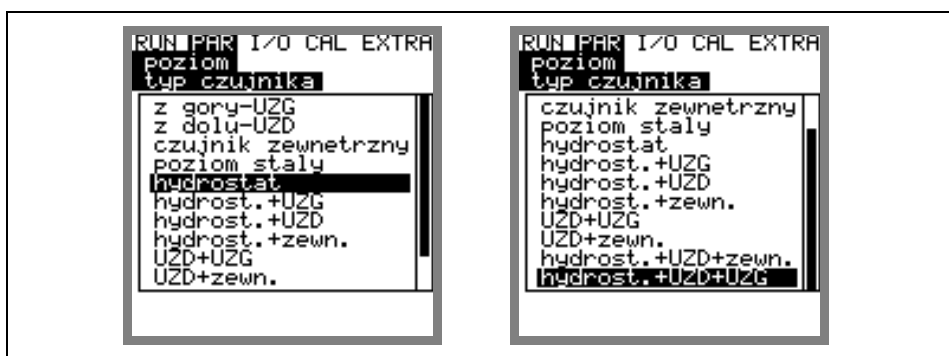 RUN PAR I/O CAL EXTRA
poziom
typ czujnika
z gory-UZG
z dolu-UZD
czujnik zewnetrzny
poziom staly
hydrostat
hydrost.+UZG
hydrost.+UZD
hydrost.+zewn.
UZD+UZG
UZD+zewn.
RUN PAR I/O CAL EXTRA
poziom
typ czujnika
czujnik zewnetrzny
poziom staly
hydrostat
hydrost.+UZG
hydrost.+UZD
hydrost.+zewn.
UZD+UZG
UZD+zewn.
hydrost.+UZD+zewn.
hydrost.+UZD+UZG